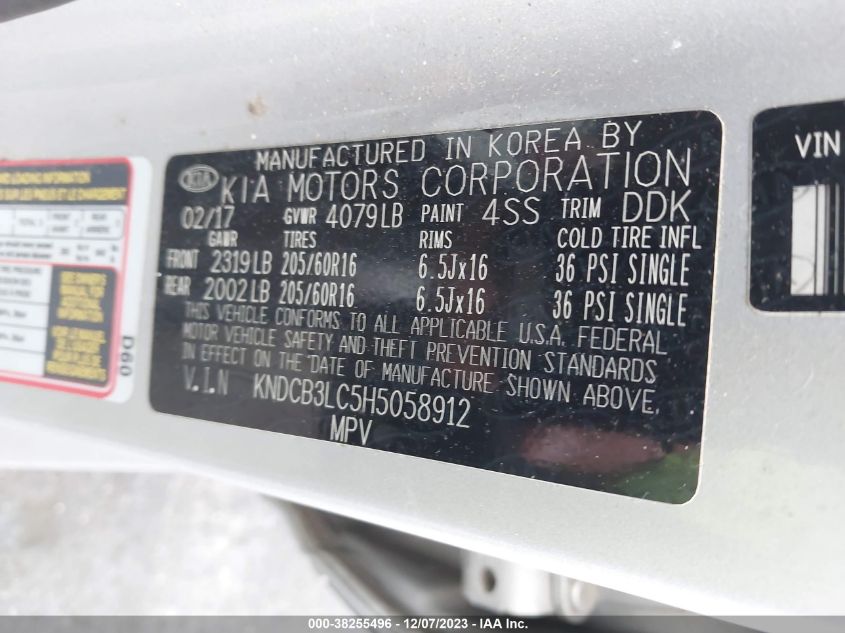 MANUFACTURED IN KOREA BY
KIA KIA MOTORS CORPORATION
02/17 GVWR 4079LB PAINT 4SS TRIM DDK
GAWR TIRES RIMS COLD TIRE INFL
FRONT 2319LB 205/60R16 6.5Jx16 36 PSI SINGLE
REAR 2002LB 205/60R16 6.5Jx16 36 PSI SINGLE
THIS VEHICLE CONFORMS TO ALL APPLICABLE U.S.A. FEDERAL
MOTOR VEHICLE SAFETY AND THEFT PREVENTION STANDARDS
IN EFFECT ON THE DATE OF MANUFACTURE SHOWN ABOVE.
V.I.N KNDCB3LC5H5058912
MPV
VIN
D60
000-38255496 - 12/07/2023 - IAA Inc.